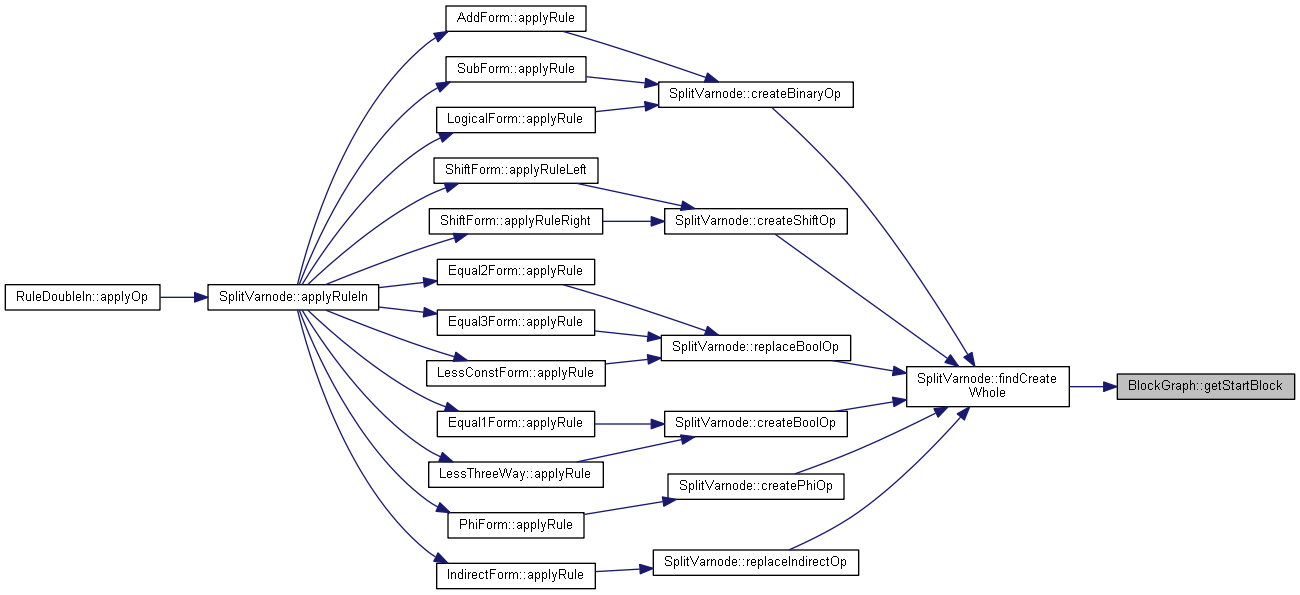 AddForm::applyRule
SubForm::applyRule
SplitVarnode::createBinaryOp
LogicalForm::applyRule
ShiftForm::applyRuleLeft
ShiftForm::applyRuleRight
SplitVarnode::createShiftOp
Equal2Form::applyRule
RuleDoubleIn::applyOp
SplitVarnode::applyRuleIn
Equal3Form::applyRule
SplitVarnode::replaceBoolOp
LessConstForm::applyRule
SplitVarnode::findCreate
Whole
BlockGraph::getStartBlock
Equal1Form::applyRule
SplitVarnode::createBoolOp
LessThreeWay::applyRule
SplitVarnode::createPhiOp
PhiForm::applyRule
SplitVarnode::replaceIndirectOp
IndirectForm::applyRule